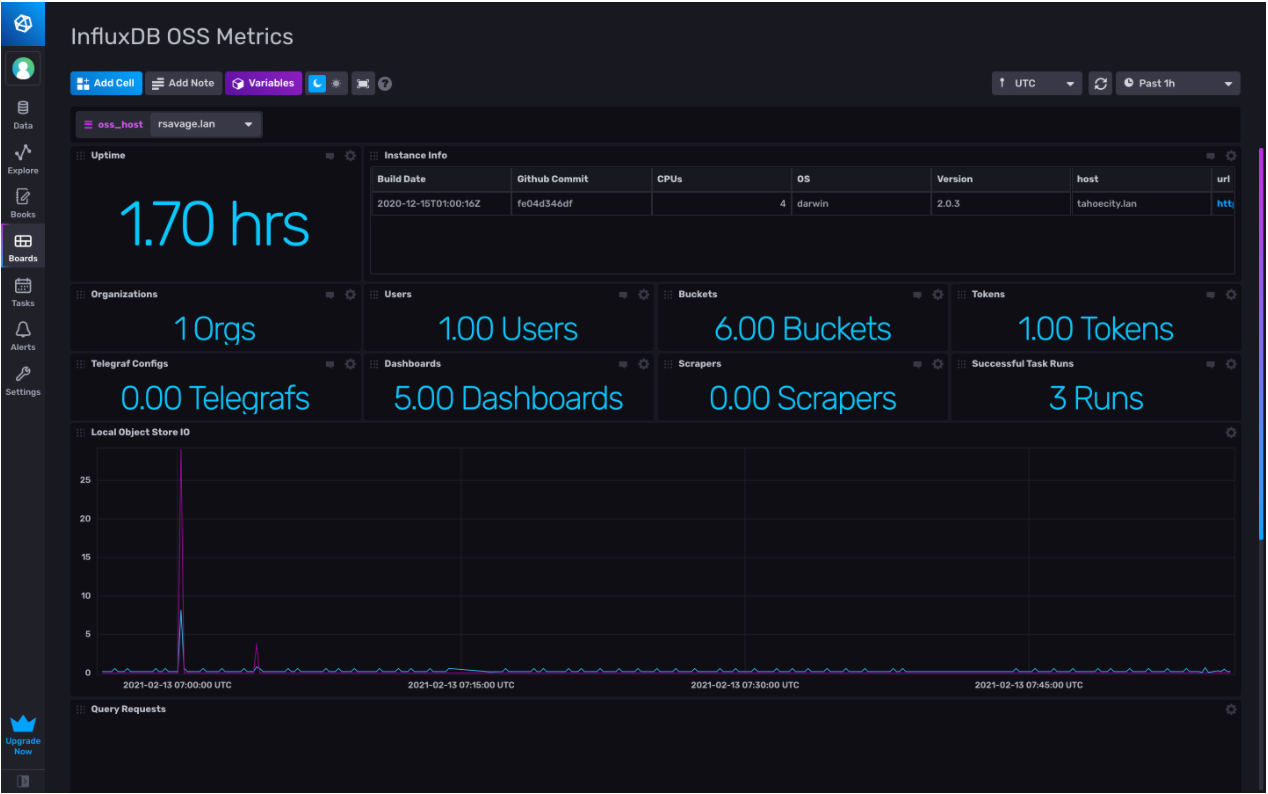 InfluxDB OSS Metrics
Add Cell Add Note Variables UTC Past 1h
oss_host rsavage.lan
Data
Explore
Books
Boards
Tasks
Alerts
Settings
Upgrade
Now
Uptime
1.70 hrs
Instance Info
Build Date Github Commit CPUs OS Version host url
2020-12-15T01:00:16Z fe04d346df 4 darwin 2.0.3 tahoecity.lan
Organizations Users Buckets Tokens
1 Orgs 1.00 Users 6.00 Buckets 1.00 Tokens
Telegraf Configs Dashboards Scrapers Successful Task Runs
0.00 Telegrafs 5.00 Dashboards 0.00 Scrapers 3 Runs
Local Object Store IO
25
20
15
10
5
0
2021-02-13 07:00:00 UTC 2021-02-13 07:15:00 UTC 2021-02-13 07:30:00 UTC 2021-02-13 07:45:00 UTC
Query Requests